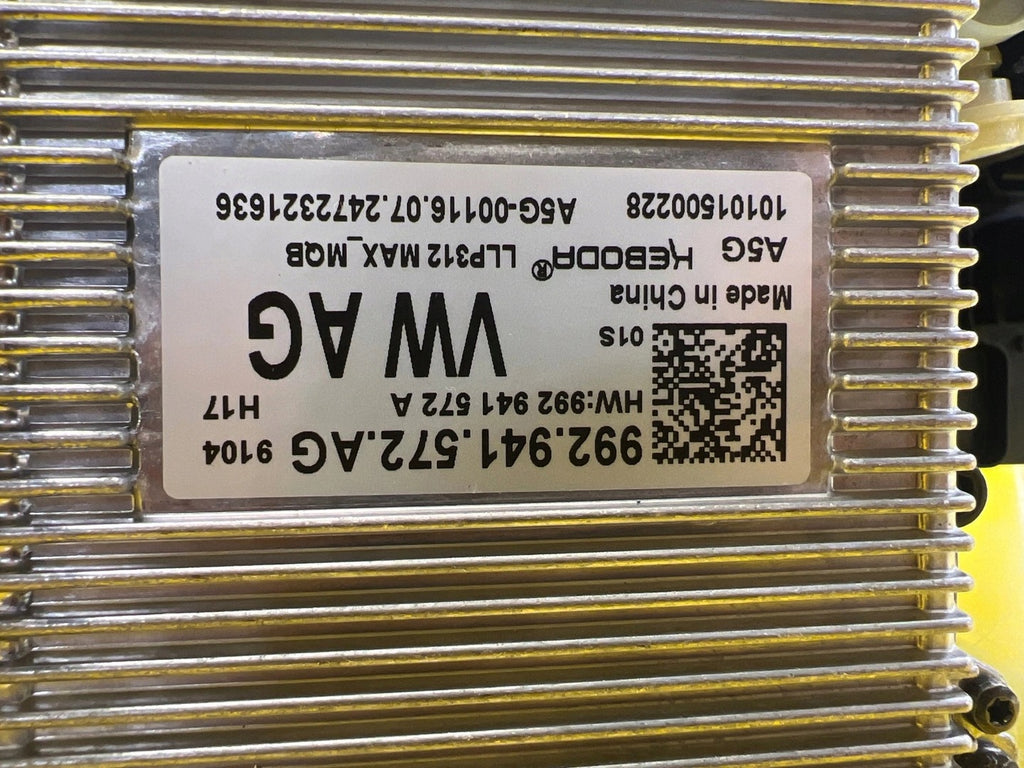 992.941.572.AG 9104
HW:992 941 572 A H17
01S VW AG
Made in China
A5G KEBODA® LLP312 MAX_MQB
10101500228 A5G-00116.07.2472321636